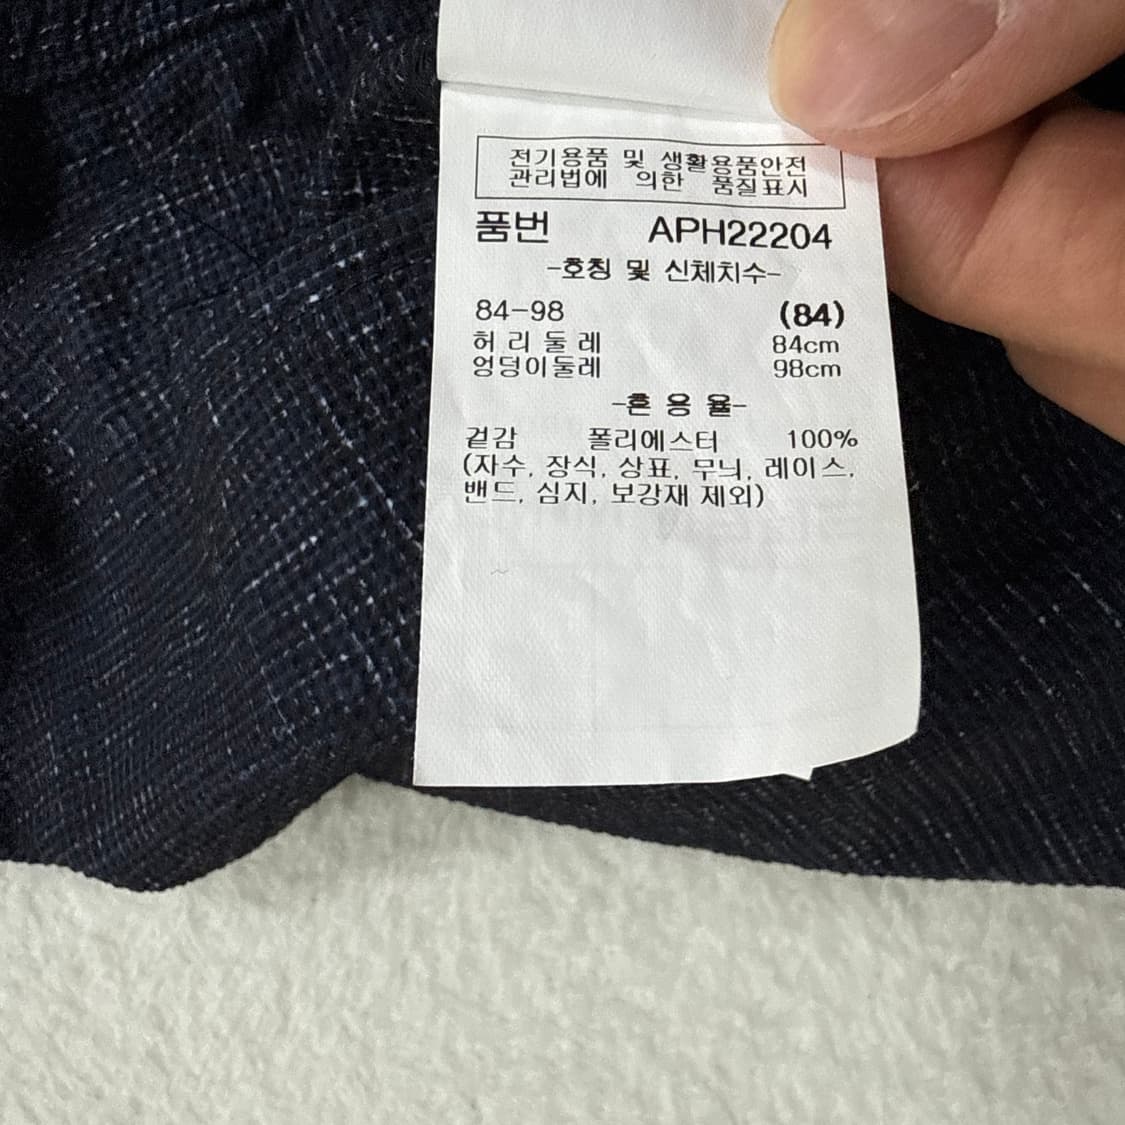 전기용품 및 생활용품안전
관리법에 의한 품질표시
품번 APH22204
-호칭 및 신체치수-
84-98 (84)
허리둘레 84cm
엉덩이둘레 98cm
-혼용율-
겉감 폴리에스터 100%
(자수, 장식, 상표, 무늬, 레이스,
밴드, 심지, 보강재 제외)